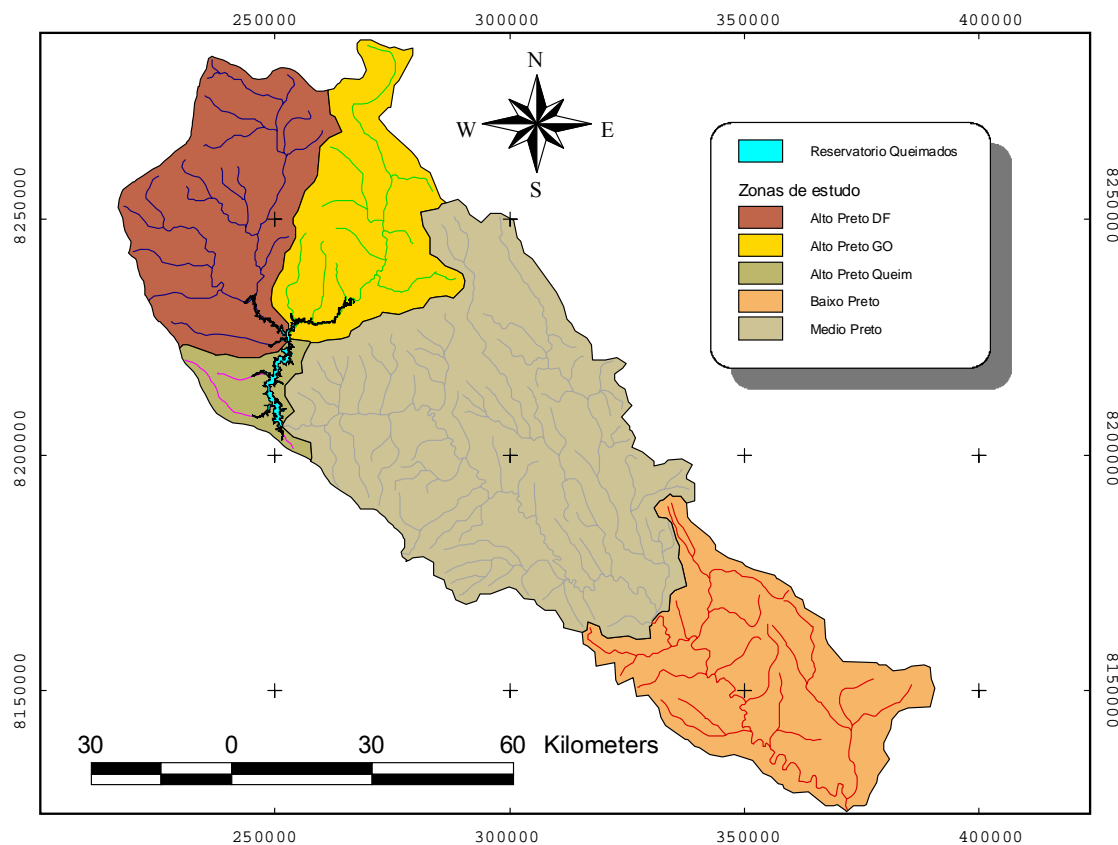 250000 300000 350000 400000
N
W E
S
Reservatorio Queimados
Zonas de estudo
Alto Preto DF
Alto Preto GO
Alto Preto Queim
Baixo Preto
Medio Preto
8250000 8250000
8200000 8200000
8150000 8150000
30 0 30 60 Kilometers
250000 300000 350000 400000